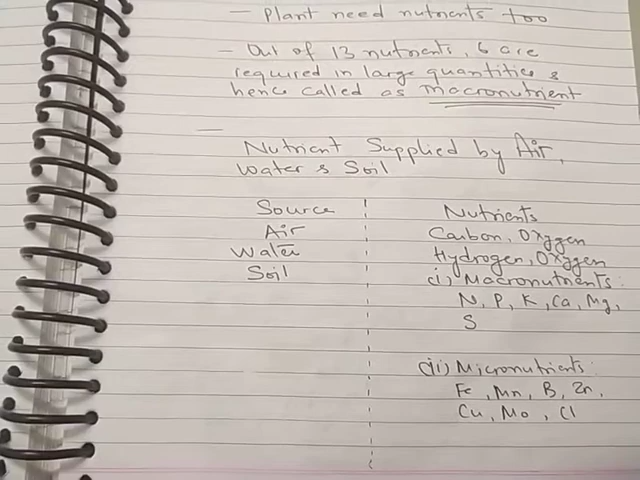 – Plant need nutrients too
– Out of 13 nutrients, 6 are
required in large quantities &
hence called as macronutrient
–
Nutrient Supplied by Air,
Water & Soil
Source Nutrients
Air Carbon, Oxygen
Water Hydrogen, Oxygen
Soil (i) Macronutrients:
N, P, K, Ca, Mg,
S
(ii) Micronutrients:
Fe, Mn, B, Zn,
Cu, Mo, Cl